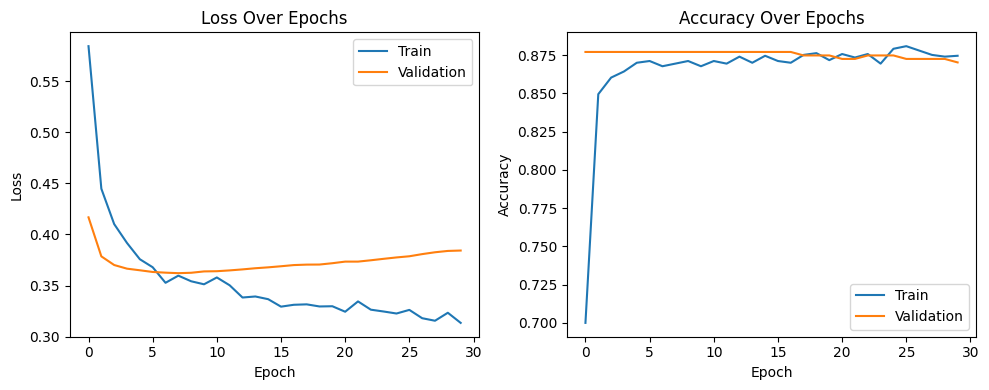 Loss Over Epochs
Train
Validation
0.55
0.50
0.45
0.40
0.35
0.30
Loss
0 5 10 15 20 25 30
Epoch
Accuracy Over Epochs
0.875
0.850
0.825
0.800
0.775
0.750
0.725
0.700
Accuracy
Train
Validation
0 5 10 15 20 25 30
Epoch